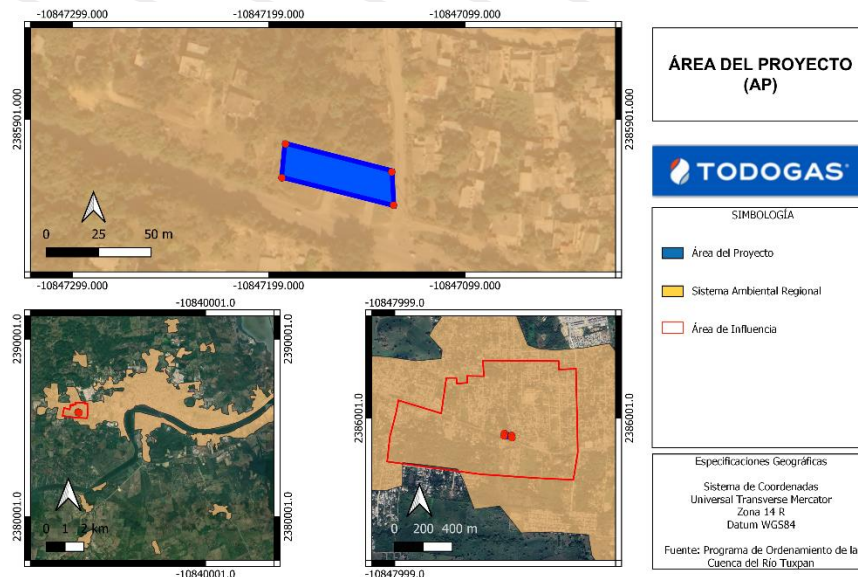 -10847299.000
-10847199.000
-10847099.000
2385901.000
2385901.000
0 25 50 m
-10847299.000
-10847199.000
-10847099.000
ÁREA DEL PROYECTO
(AP)
TODOGAS
SIMBOLOGÍA
Área del Proyecto
Sistema Ambiental Regional
Área de Influencia
-10840001.0
2390001.0
2390001.0
2380001.0
2380001.0
0 1 2 km
-10840001.0
-10847999.0
2386001.0
2386001.0
0 200 400 m
-10847999.0
Especificaciones Geográficas
Sistema de Coordenadas
Universal Transverse Mercator
Zona 14 R
Datum WGS84
Fuente: Programa de Ordenamiento de la
Cuenca del Río Tuxpan